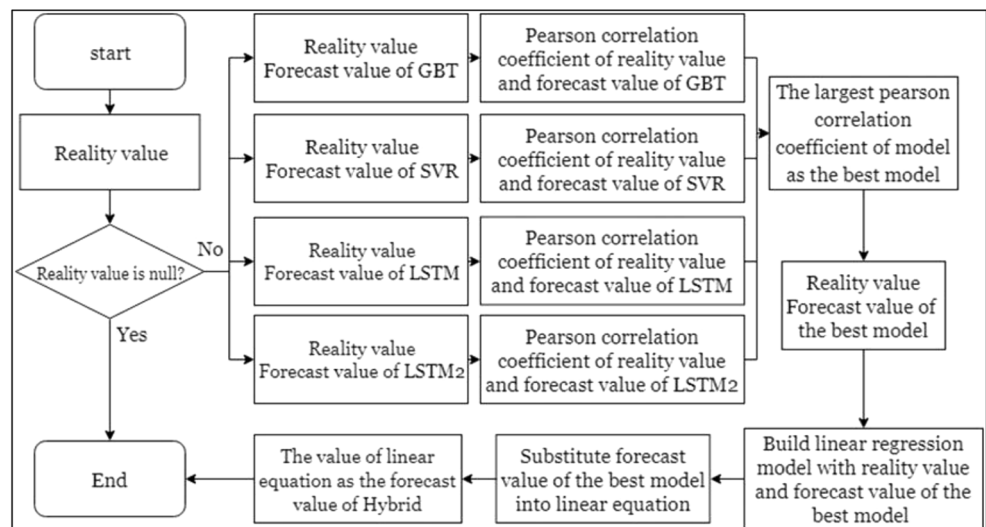 start
Reality value
Reality value is null?
No
Yes
Reality value
Forecast value of GBT
Pearson correlation
coefficient of reality value
and forecast value of GBT
Reality value
Forecast value of SVR
Pearson correlation
coefficient of reality value
and forecast value of SVR
Reality value
Forecast value of LSTM
Pearson correlation
coefficient of reality value
and forecast value of LSTM
Reality value
Forecast value of LSTM2
Pearson correlation
coefficient of reality value
and forecast value of LSTM2
The largest pearson
correlation
coefficient of model
as the best model
Reality value
Forecast value of
the best model
Build linear regression
model with reality value
and forecast value of the
best model
Substitute forecast
value of the best model
into linear equation
The value of linear
equation as the forecast
value of Hybrid
End